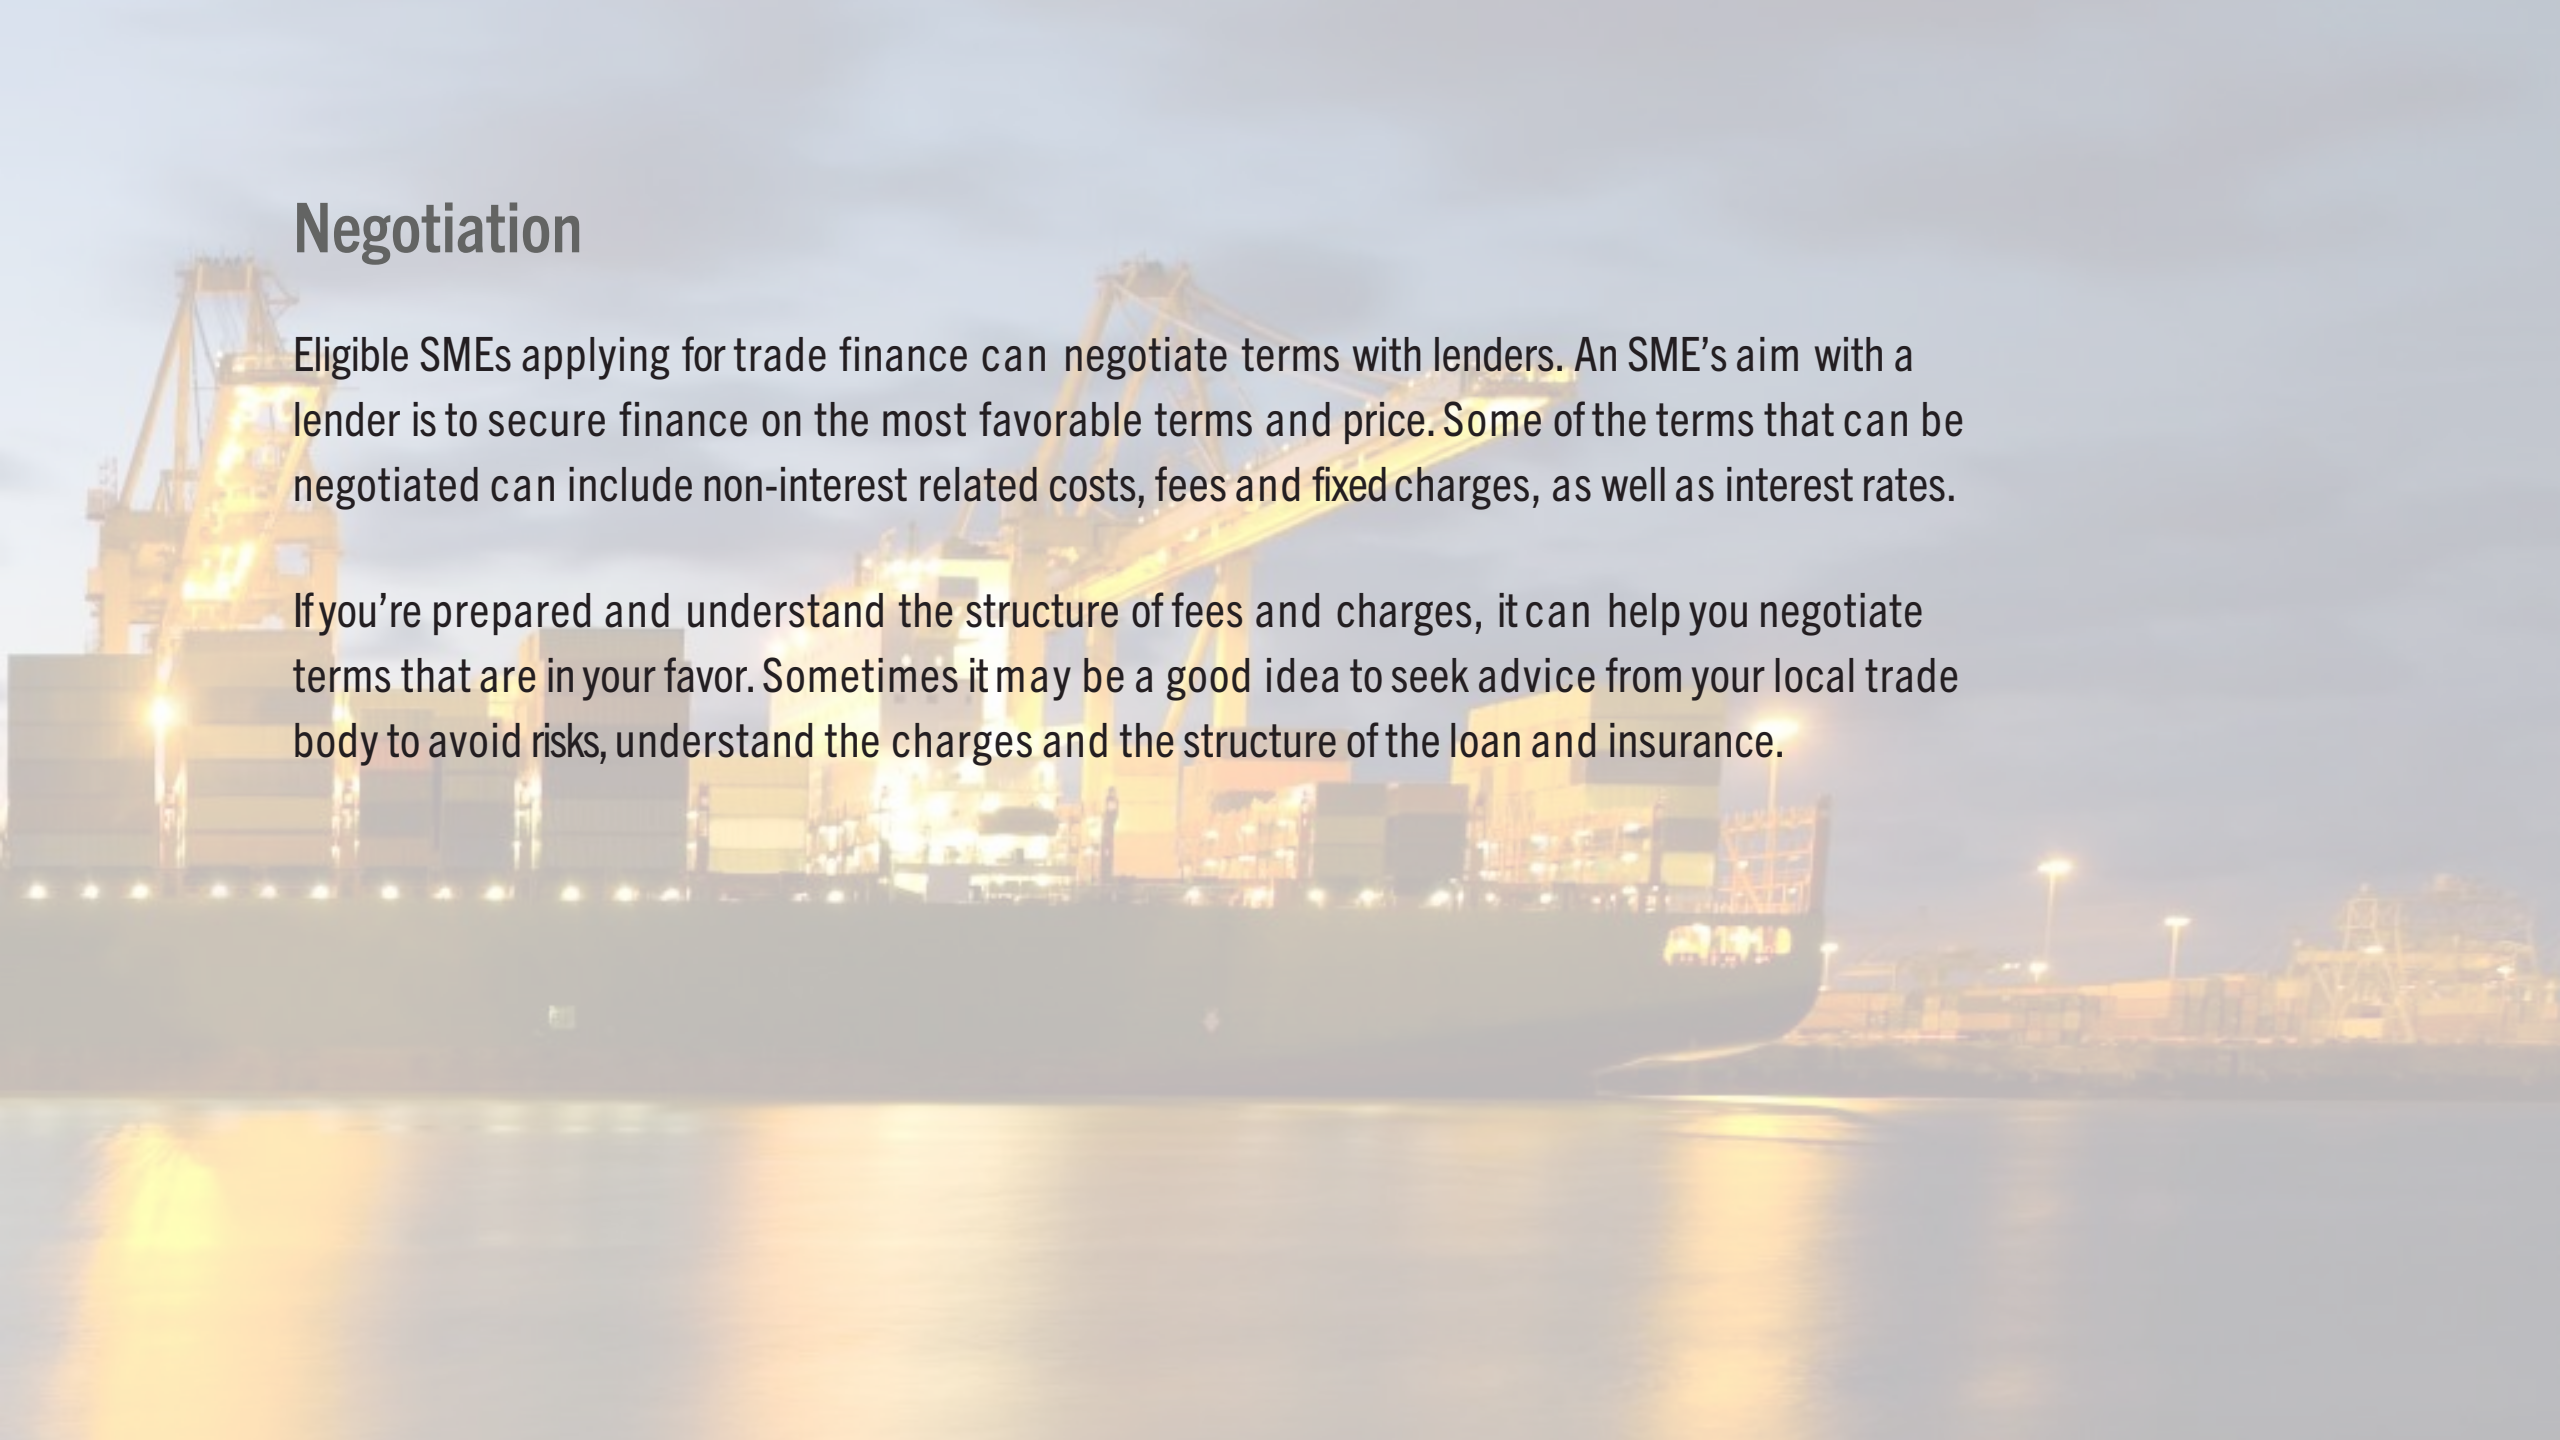 Negotiation
Eligible SMEs applying for trade finance can negotiate terms with lenders. An SME’s aim with a
lender is to secure finance on the most favorable terms and price. Some of the terms that can be
negotiated can include non-interest related costs, fees and fixed charges, as well as interest rates.
If you’re prepared and understand the structure of fees and charges, it can help you negotiate
terms that are in your favor. Sometimes it may be a good idea to seek advice from your local trade
body to avoid risks, understand the charges and the structure of the loan and insurance.